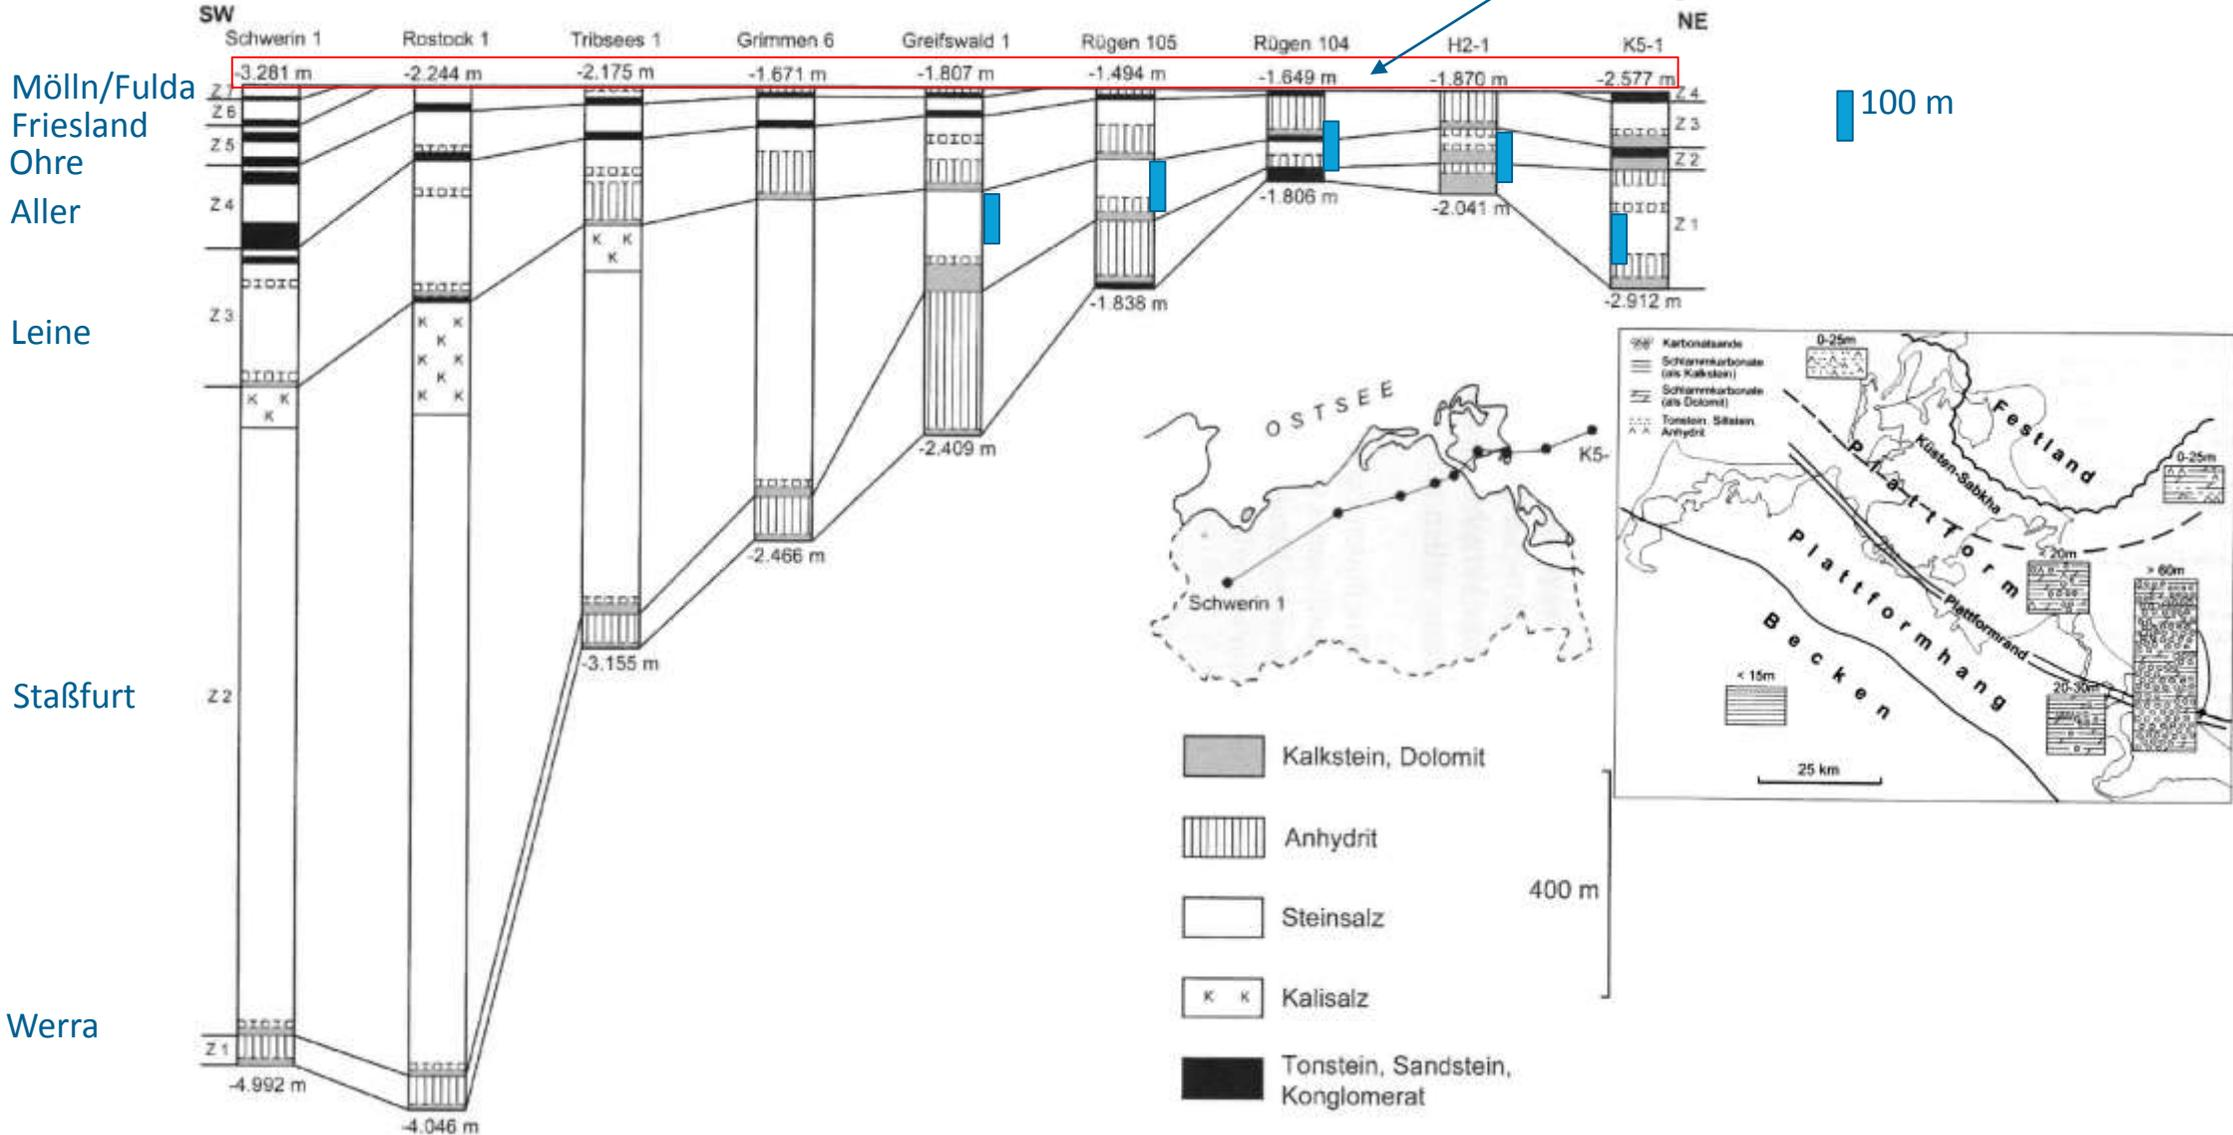 SW
NE
Schwerin 1
Rostock 1
Tribsees 1
Grimmen 6
Greifswald 1
Rügen 105
Rügen 104
H2-1
K5-1
-3.281 m
-2.244 m
-2.175 m
-1.671 m
-1.807 m
-1.494 m
-1.649 m
-1.870 m
-2.577 m
Mölln/Fulda
Friesland
Ohre
Aller
Leine
Staßfurt
Werra
Z 6
Z 5
Z 4
Z 3
Z 2
Z 1
Z 4
Z 3
Z 2
Z 1
100 m
K K
K
K K
K
K K
K
K K
K K
K
-1.806 m
-2.041 m
-1.838 m
-2.912 m
-2.409 m
-2.466 m
-3.155 m
-4.992 m
-4.046 m
OSTSEE
K5-
Schwerin 1
Karbonatsande
Schlammkarbonate
(als Kalkstein)
Schlammkarbonate
(als Dolomit)
Tonstein, Siltstein,
Anhydrit
0-25m
Festland
Küsten-Sabkha
0-25m
Plattform
< 20m
> 60m
Plattformrand
Plattformhang
Becken
< 15m
20-30m
25 km
Kalkstein, Dolomit
Anhydrit
Steinsalz
K K
Kalisalz
Tonstein, Sandstein,
Konglomerat
400 m